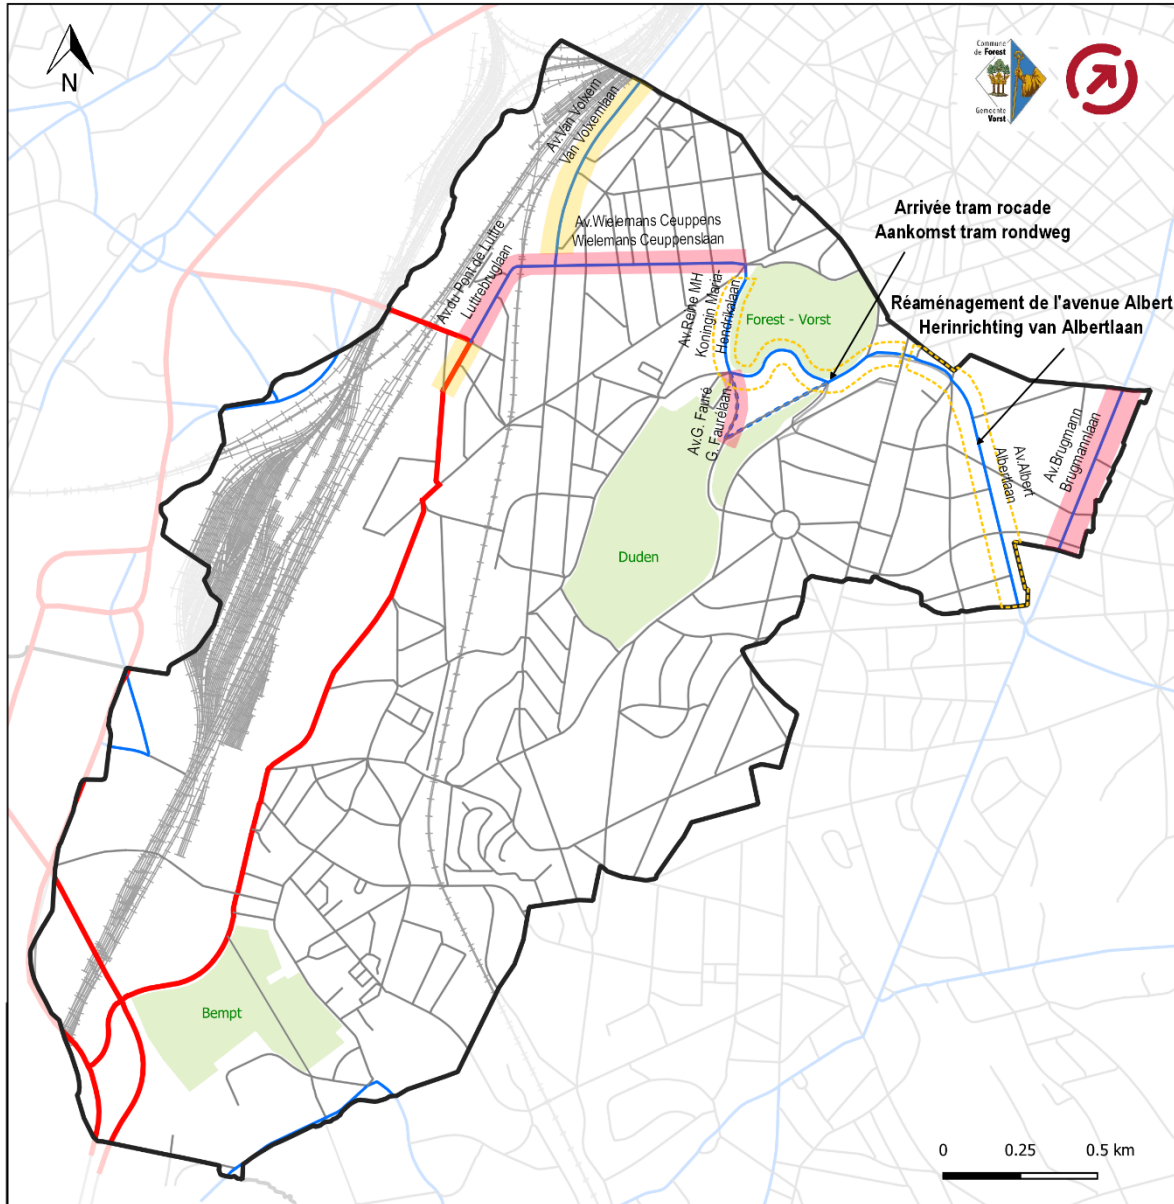 N
Commune
de Forest
Gemeente
Vorst
Av.Van Volxem
Van Volxemlaan
Arrivée tram rocade
Aankomst tram rondweg
Av.Wielemans Ceuppens
Wielemans Ceuppenslaan
Av.du Pont de Luttre
Luttrebruglaan
Av.Reine MH
Koningin Maria-
Hendrikalaan
Forest - Vorst
Réaménagement de l'avenue Albert
Herinrichting van Albertlaan
Av.G. Fauré
G. Faurélaan
Av.Albert
Albertlaan
Av.Brugmann
Brugmannlaan
Duden
Bempt
0 0.25 0.5 km